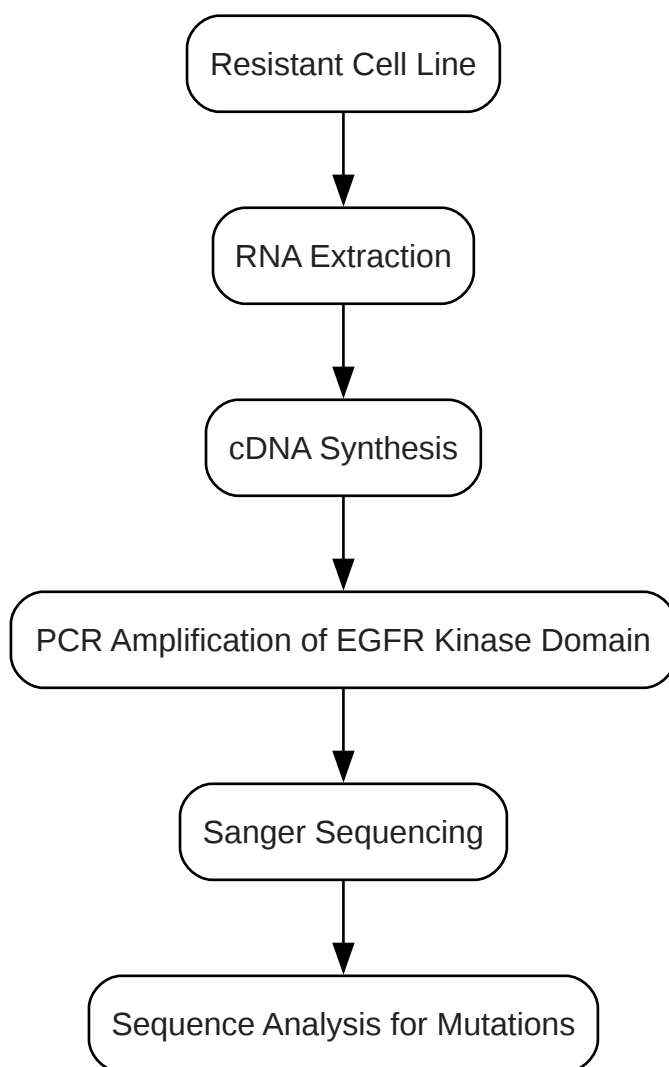 Resistant Cell Line
RNA Extraction
cDNA Synthesis
PCR Amplification of EGFR Kinase Domain
Sanger Sequencing
Sequence Analysis for Mutations